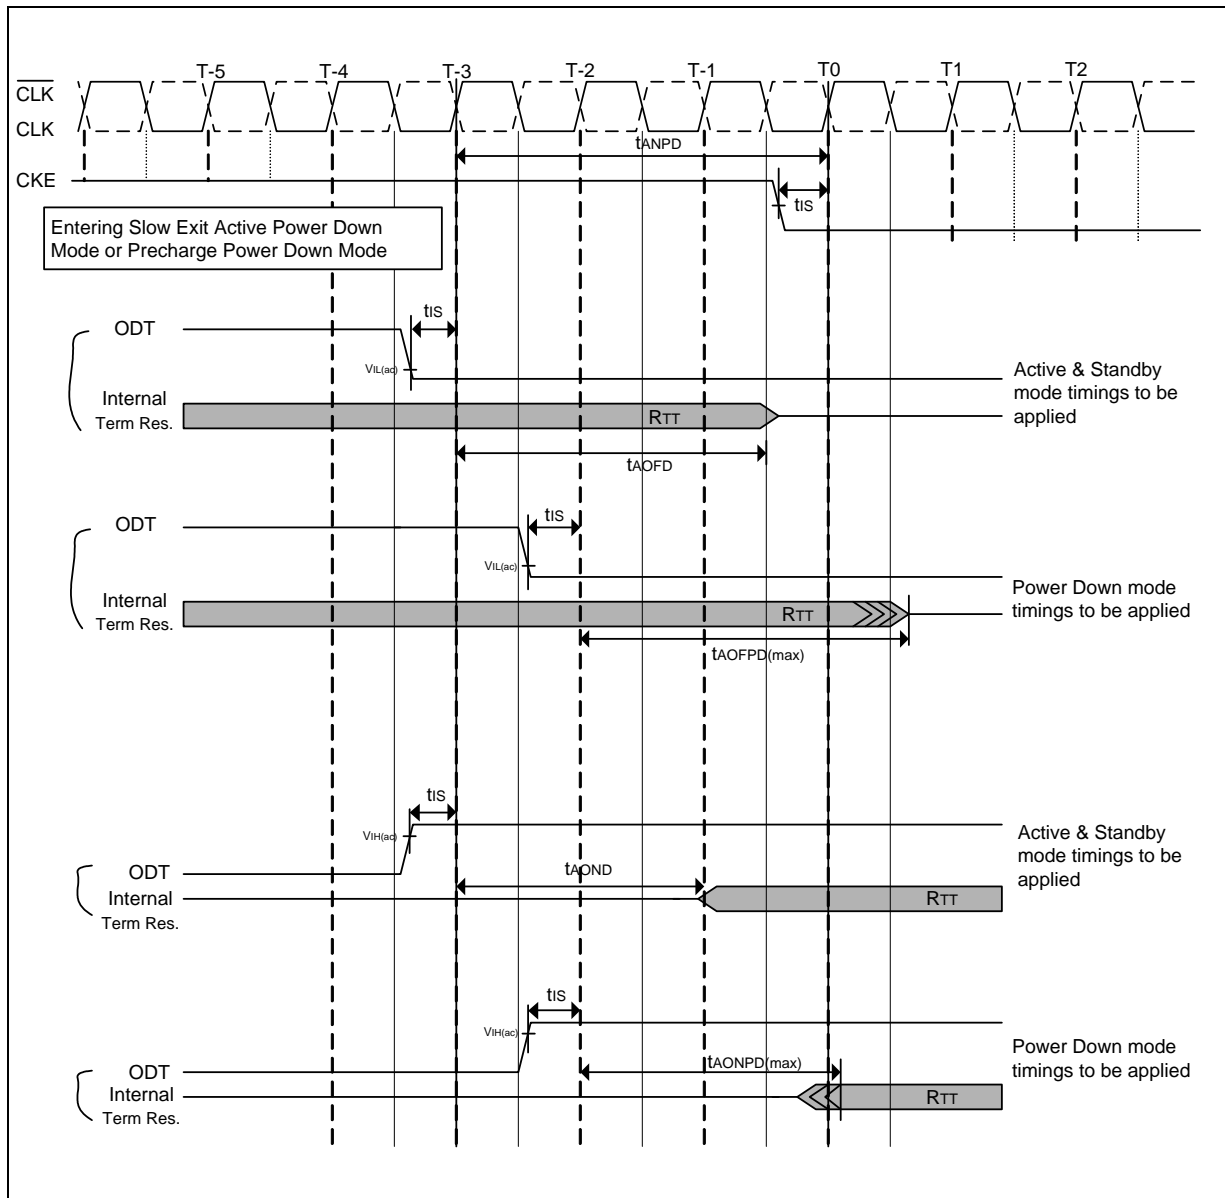 T-5 T-4 T-3 T-2 T-1 T0 T1 T2
CLK
CLK
tANPD
CKE
tIS
Entering Slow Exit Active Power Down
Mode or Precharge Power Down Mode
tIS
ODT
VIL(ac)
Active & Standby
mode timings to be
applied
Internal
Term Res.
RTT
tAOFD
ODT
tIS
VIL(ac)
Power Down mode
timings to be applied
Internal
Term Res.
RTT
tAOFPD(max)
tIS
VIH(ac)
Active & Standby
mode timings to be
applied
ODT
tAOND
Internal
Term Res.
RTT
tIS
VIH(ac)
Power Down mode
timings to be applied
ODT
tAONPD(max)
Internal
Term Res.
RTT